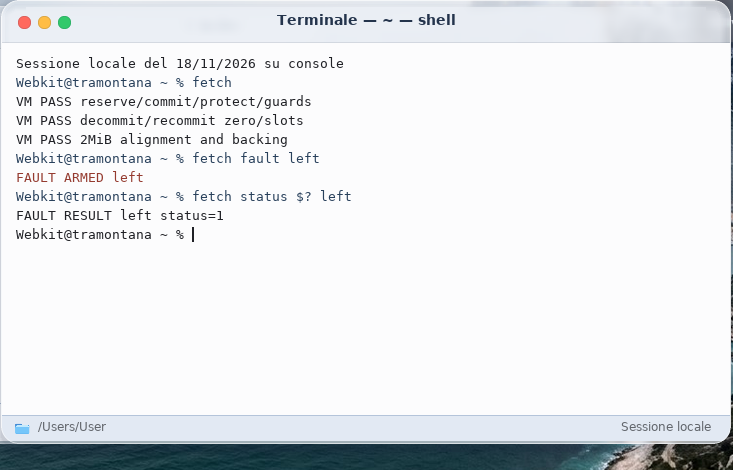 Terminale — ~ — shell
Sessione locale del 18/11/2026 su console
Webkit@tramontana ~ % fetch
VM PASS reserve/commit/protect/guards
VM PASS decommit/recommit zero/slots
VM PASS 2MiB alignment and backing
Webkit@tramontana ~ % fetch fault left
FAULT ARMED left
Webkit@tramontana ~ % fetch status $? left
FAULT RESULT left status=1
Webkit@tramontana ~ %
/Users/User
Sessione locale